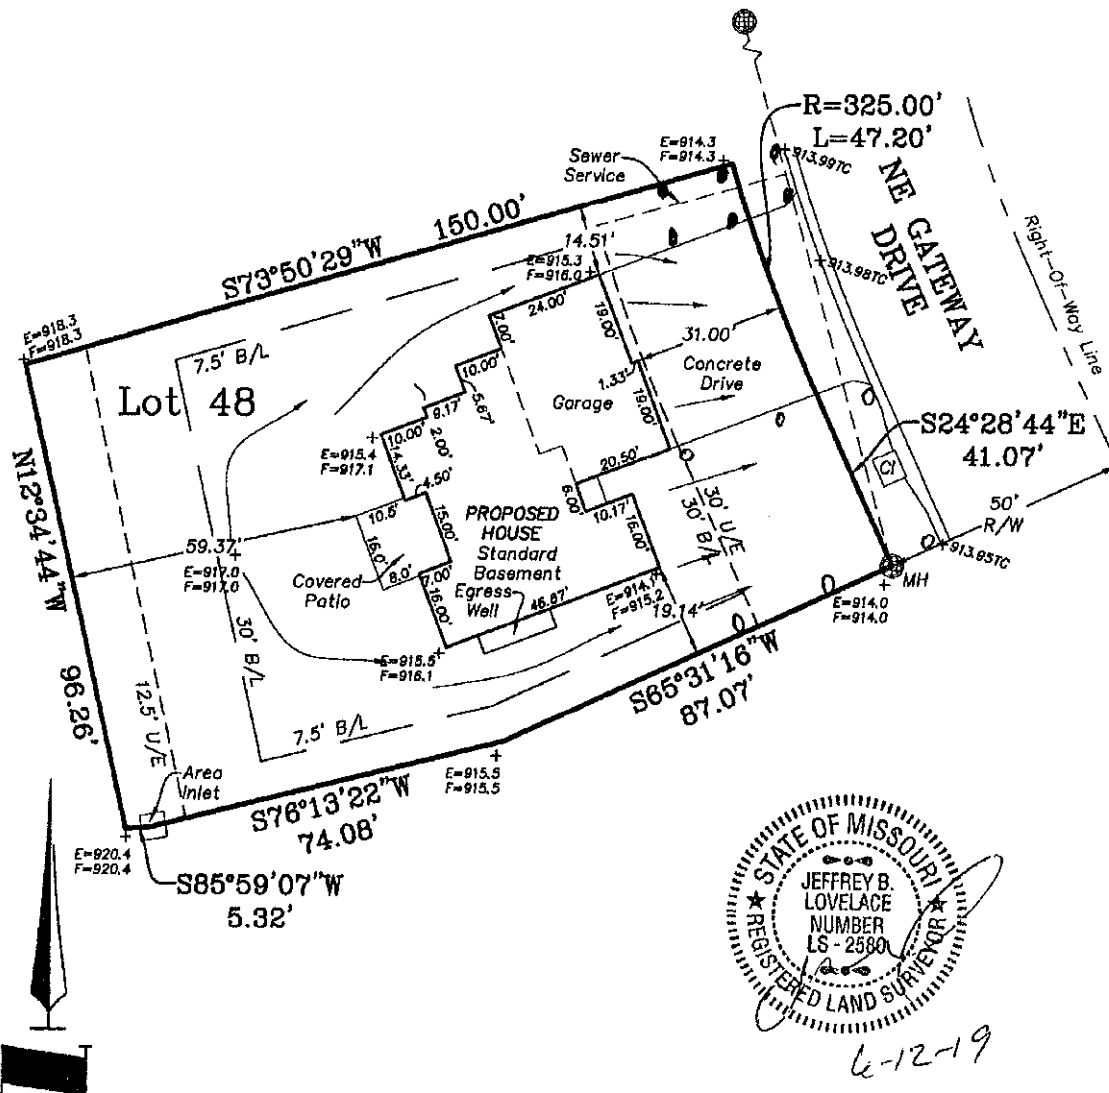 R=325.00'
L=47.20'
E=914.3
F=914.3
Sewer
Service
913.99TC
NE GATEWAY
DRIVE
Right-Of-Way Line
150.00'
S73°50'29"W
14.51'
E=915.3
F=916.0
913.98TC
E=918.3
F=918.3
24.00'
19.00'
7.00'
31.00'
7.5' B/L
10.00'
Concrete
Drive
1.33'
Lot 48
5.67'
Garage
19.00'
9.17'
10.00'
2.00'
S24°28'44"E
41.07'
E=915.4
F=917.1
14.33'
20.50'
CI
N12°34'44"W
96.26'
4.50'
6.00'
10.5'
PROPOSED
HOUSE
Standard
Basement
15.00'
10.17'
16.00'
30' U/E
30' B/L
50'
R/W
59.37'
E=917.0
F=917.0
16.0'
8.0'
7.00'
Covered
Patio
Egress
Well
16.00'
46.67'
E=914.1
F=915.2
19.14'
913.95TC
MH
E=914.0
F=914.0
30' B/L
E=915.5
F=916.1
S65°31'16"W
87.07'
12.5' U/E
7.5' B/L
Area
Inlet
E=915.5
F=915.5
S76°13'22"W
74.08'
E=920.4
F=920.4
S85°59'07"W
5.32'
STATE OF MISSOURI
JEFFREY B.
LOVELACE
NUMBER
LS - 2580
REGISTERED LAND SURVEYOR
6-12-19